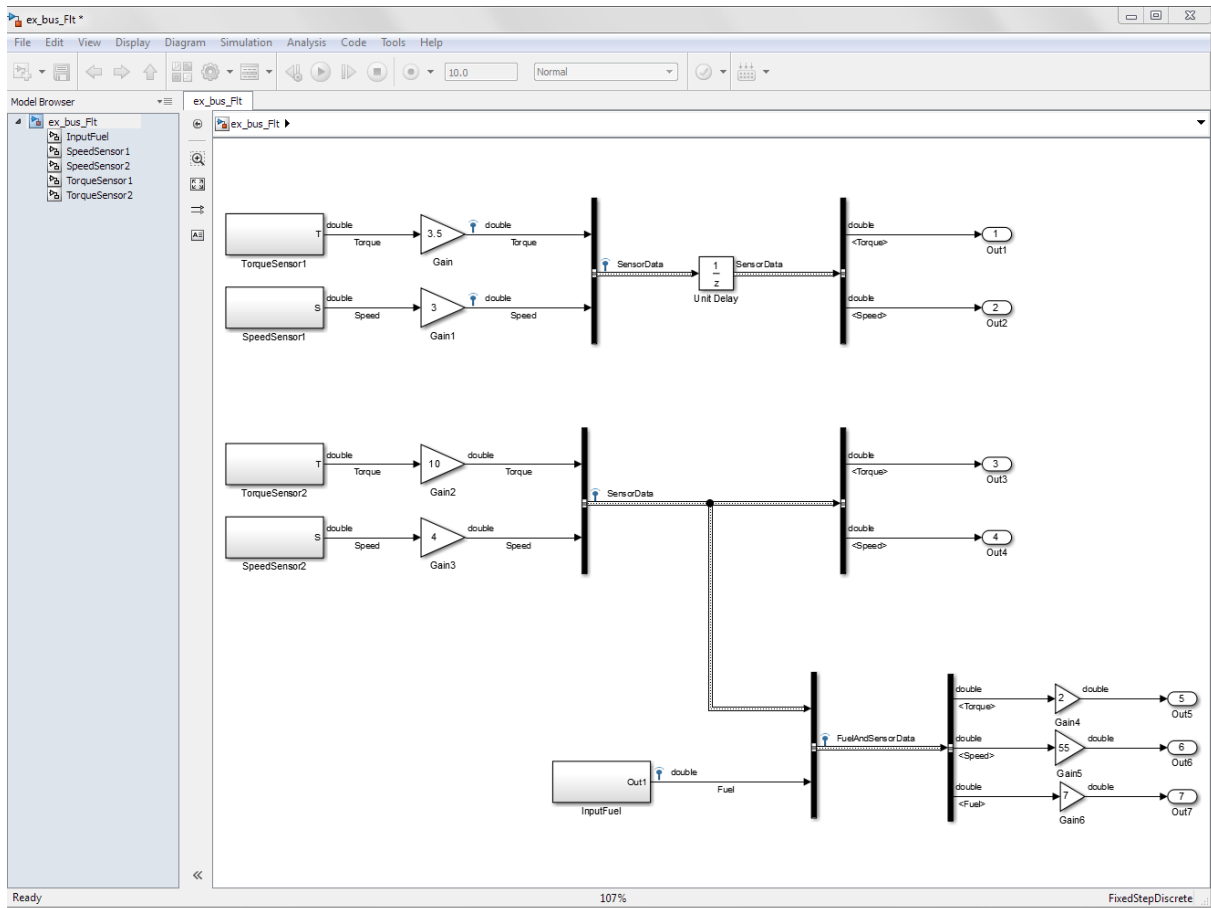 ex_bus_Flt *
File Edit View Display Diagram Simulation Analysis Code Tools Help
10.0 Normal
Model Browser
ex_bus_Flt
ex_bus_Flt
InputFuel
SpeedSensor1
SpeedSensor2
TorqueSensor1
TorqueSensor2
ex_bus_Flt
T
TorqueSensor1
double
Torque
3.5
Gain
double
Torque
S
SpeedSensor1
double
Speed
3
Gain1
double
Speed
SensorData
1
z
Unit Delay
SensorData
double
<Torque>
1
Out1
double
<Speed>
2
Out2
T
TorqueSensor2
double
Torque
10
Gain2
double
Torque
S
SpeedSensor2
double
Speed
4
Gain3
double
Speed
SensorData
double
<Torque>
3
Out3
double
<Speed>
4
Out4
Out1
InputFuel
double
Fuel
FuelAndSensorData
double
<Torque>
2
Gain4
double
5
Out5
double
<Speed>
55
Gain5
double
6
Out6
double
<Fuel>
7
Gain6
double
7
Out7
Ready 107% FixedStepDiscrete